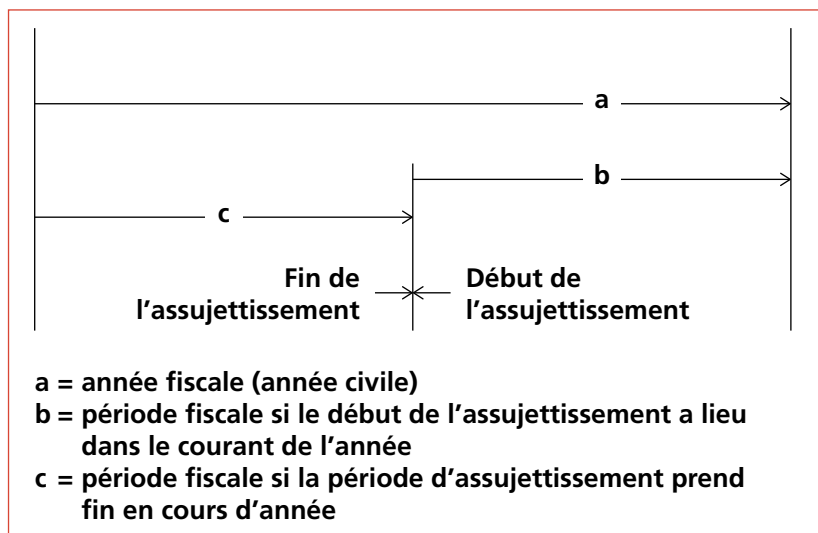 a
b
c
Fin de
l’assujettissement
Début de
l’assujettissement
a = année fiscale (année civile)
b = période fiscale si le début de l’assujettissement a lieu
dans le courant de l’année
c = période fiscale si la période d’assujettissement prend
fin en cours d’année